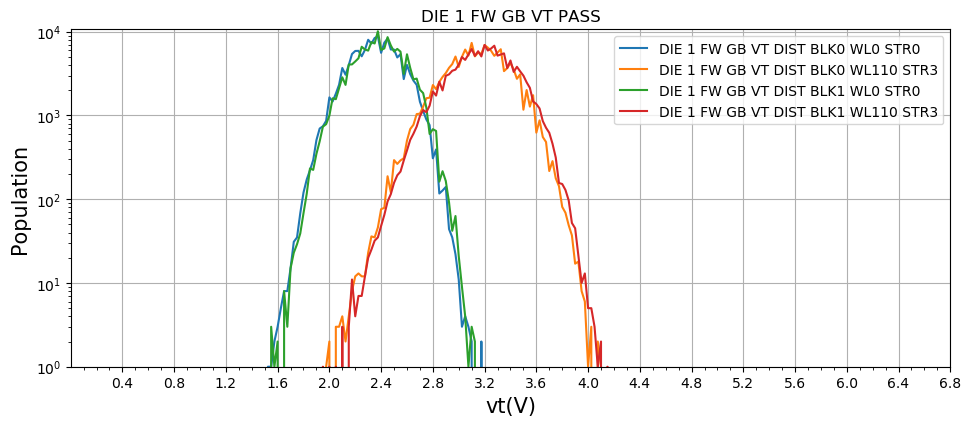 DIE 1 FW GB VT PASS
10^4
10^3
10^2
10^1
10^0
Population
DIE 1 FW GB VT DIST BLK0 WL0 STR0
DIE 1 FW GB VT DIST BLK0 WL110 STR3
DIE 1 FW GB VT DIST BLK1 WL0 STR0
DIE 1 FW GB VT DIST BLK1 WL110 STR3
0.4 0.8 1.2 1.6 2.0 2.4 2.8 3.2 3.6 4.0 4.4 4.8 5.2 5.6 6.0 6.4 6.8
vt(V)